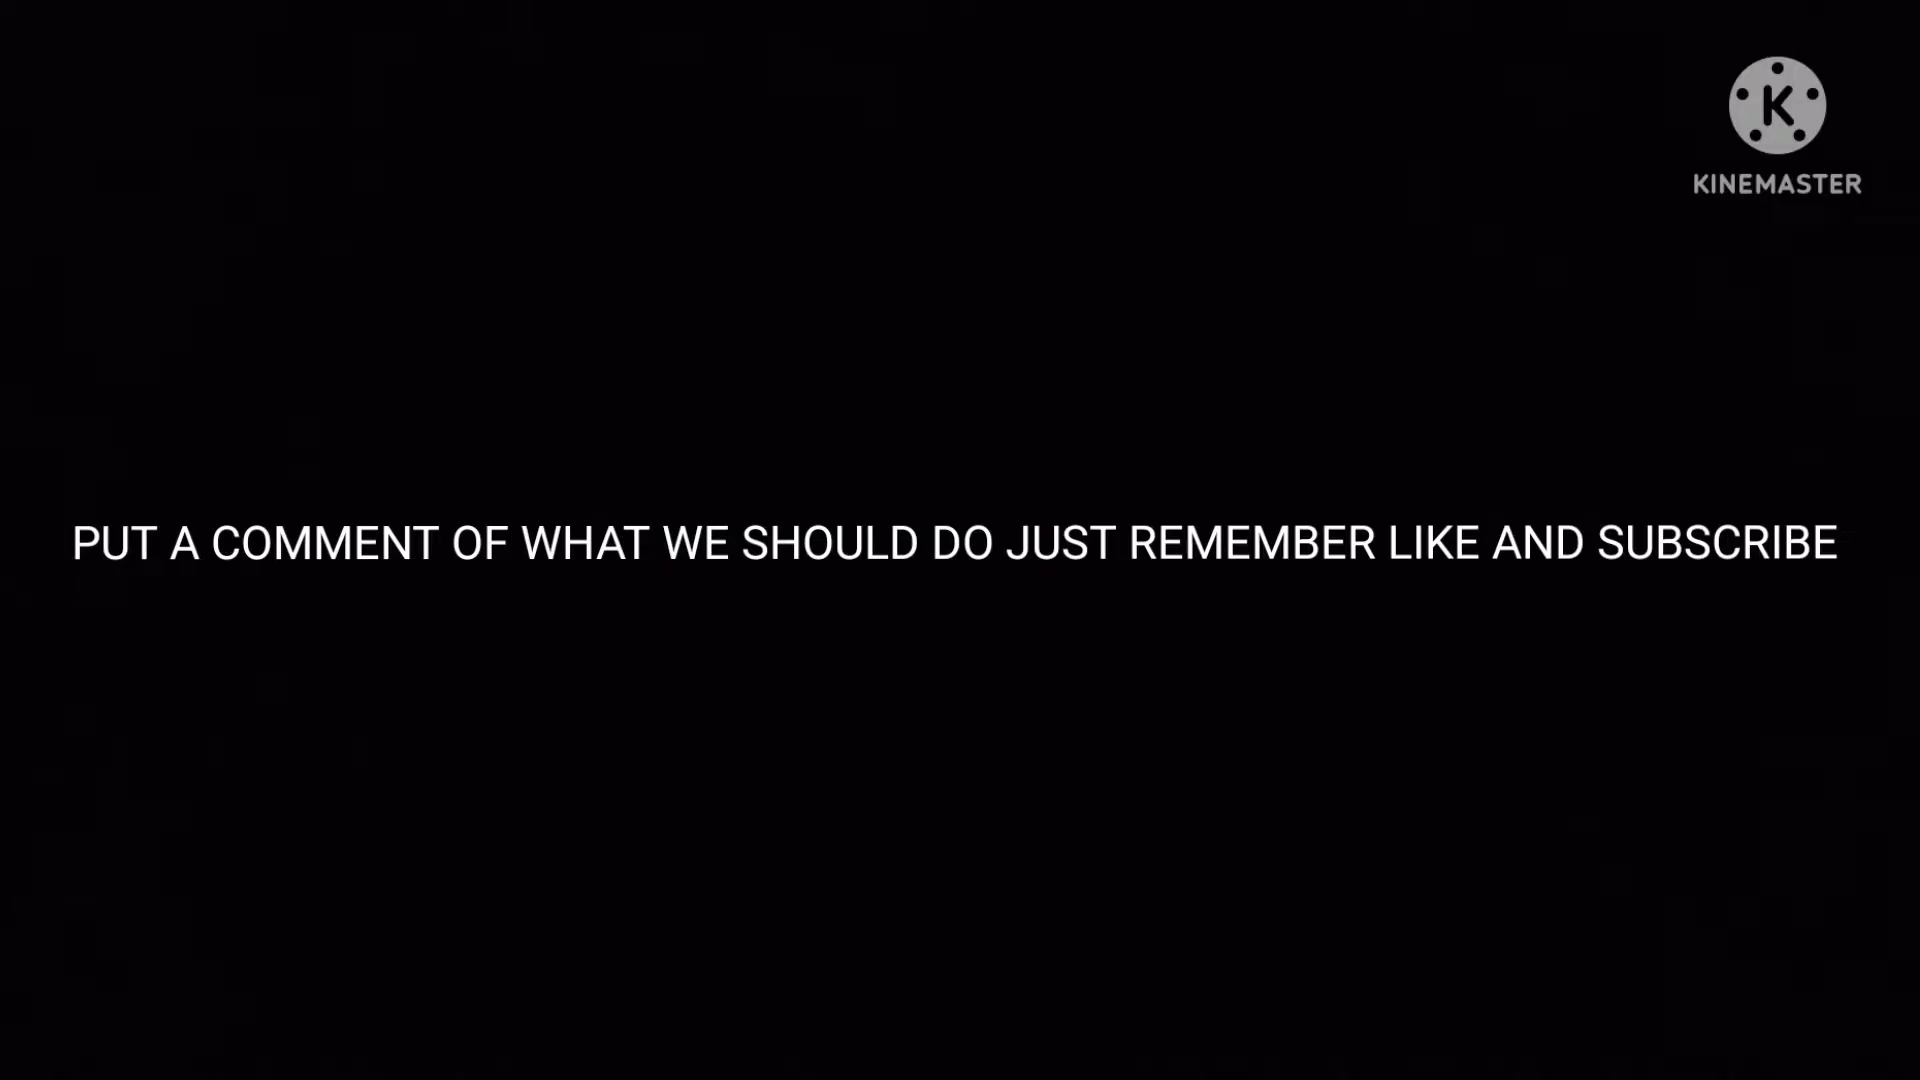 K
KINEMASTER
PUT A COMMENT OF WHAT WE SHOULD DO JUST REMEMBER LIKE AND SUBSCRIBE